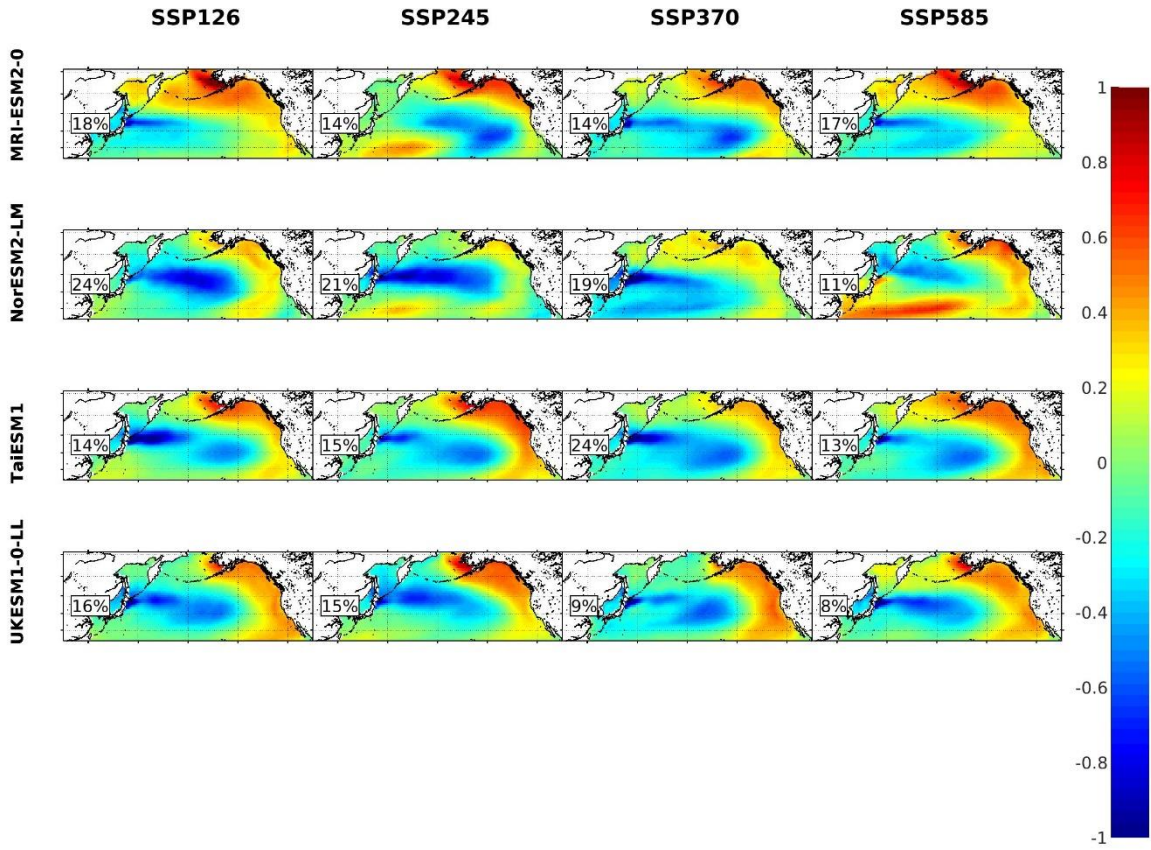 SSP126 SSP245 SSP370 SSP585
MRI-ESM2-0
18% 14% 14% 17%
NorESM2-LM
24% 21% 19% 11%
TaiESM1
14% 15% 24% 13%
UKESM1-0-LL
16% 15% 9% 8%
1
0.8
0.6
0.4
0.2
0
-0.2
-0.4
-0.6
-0.8
-1